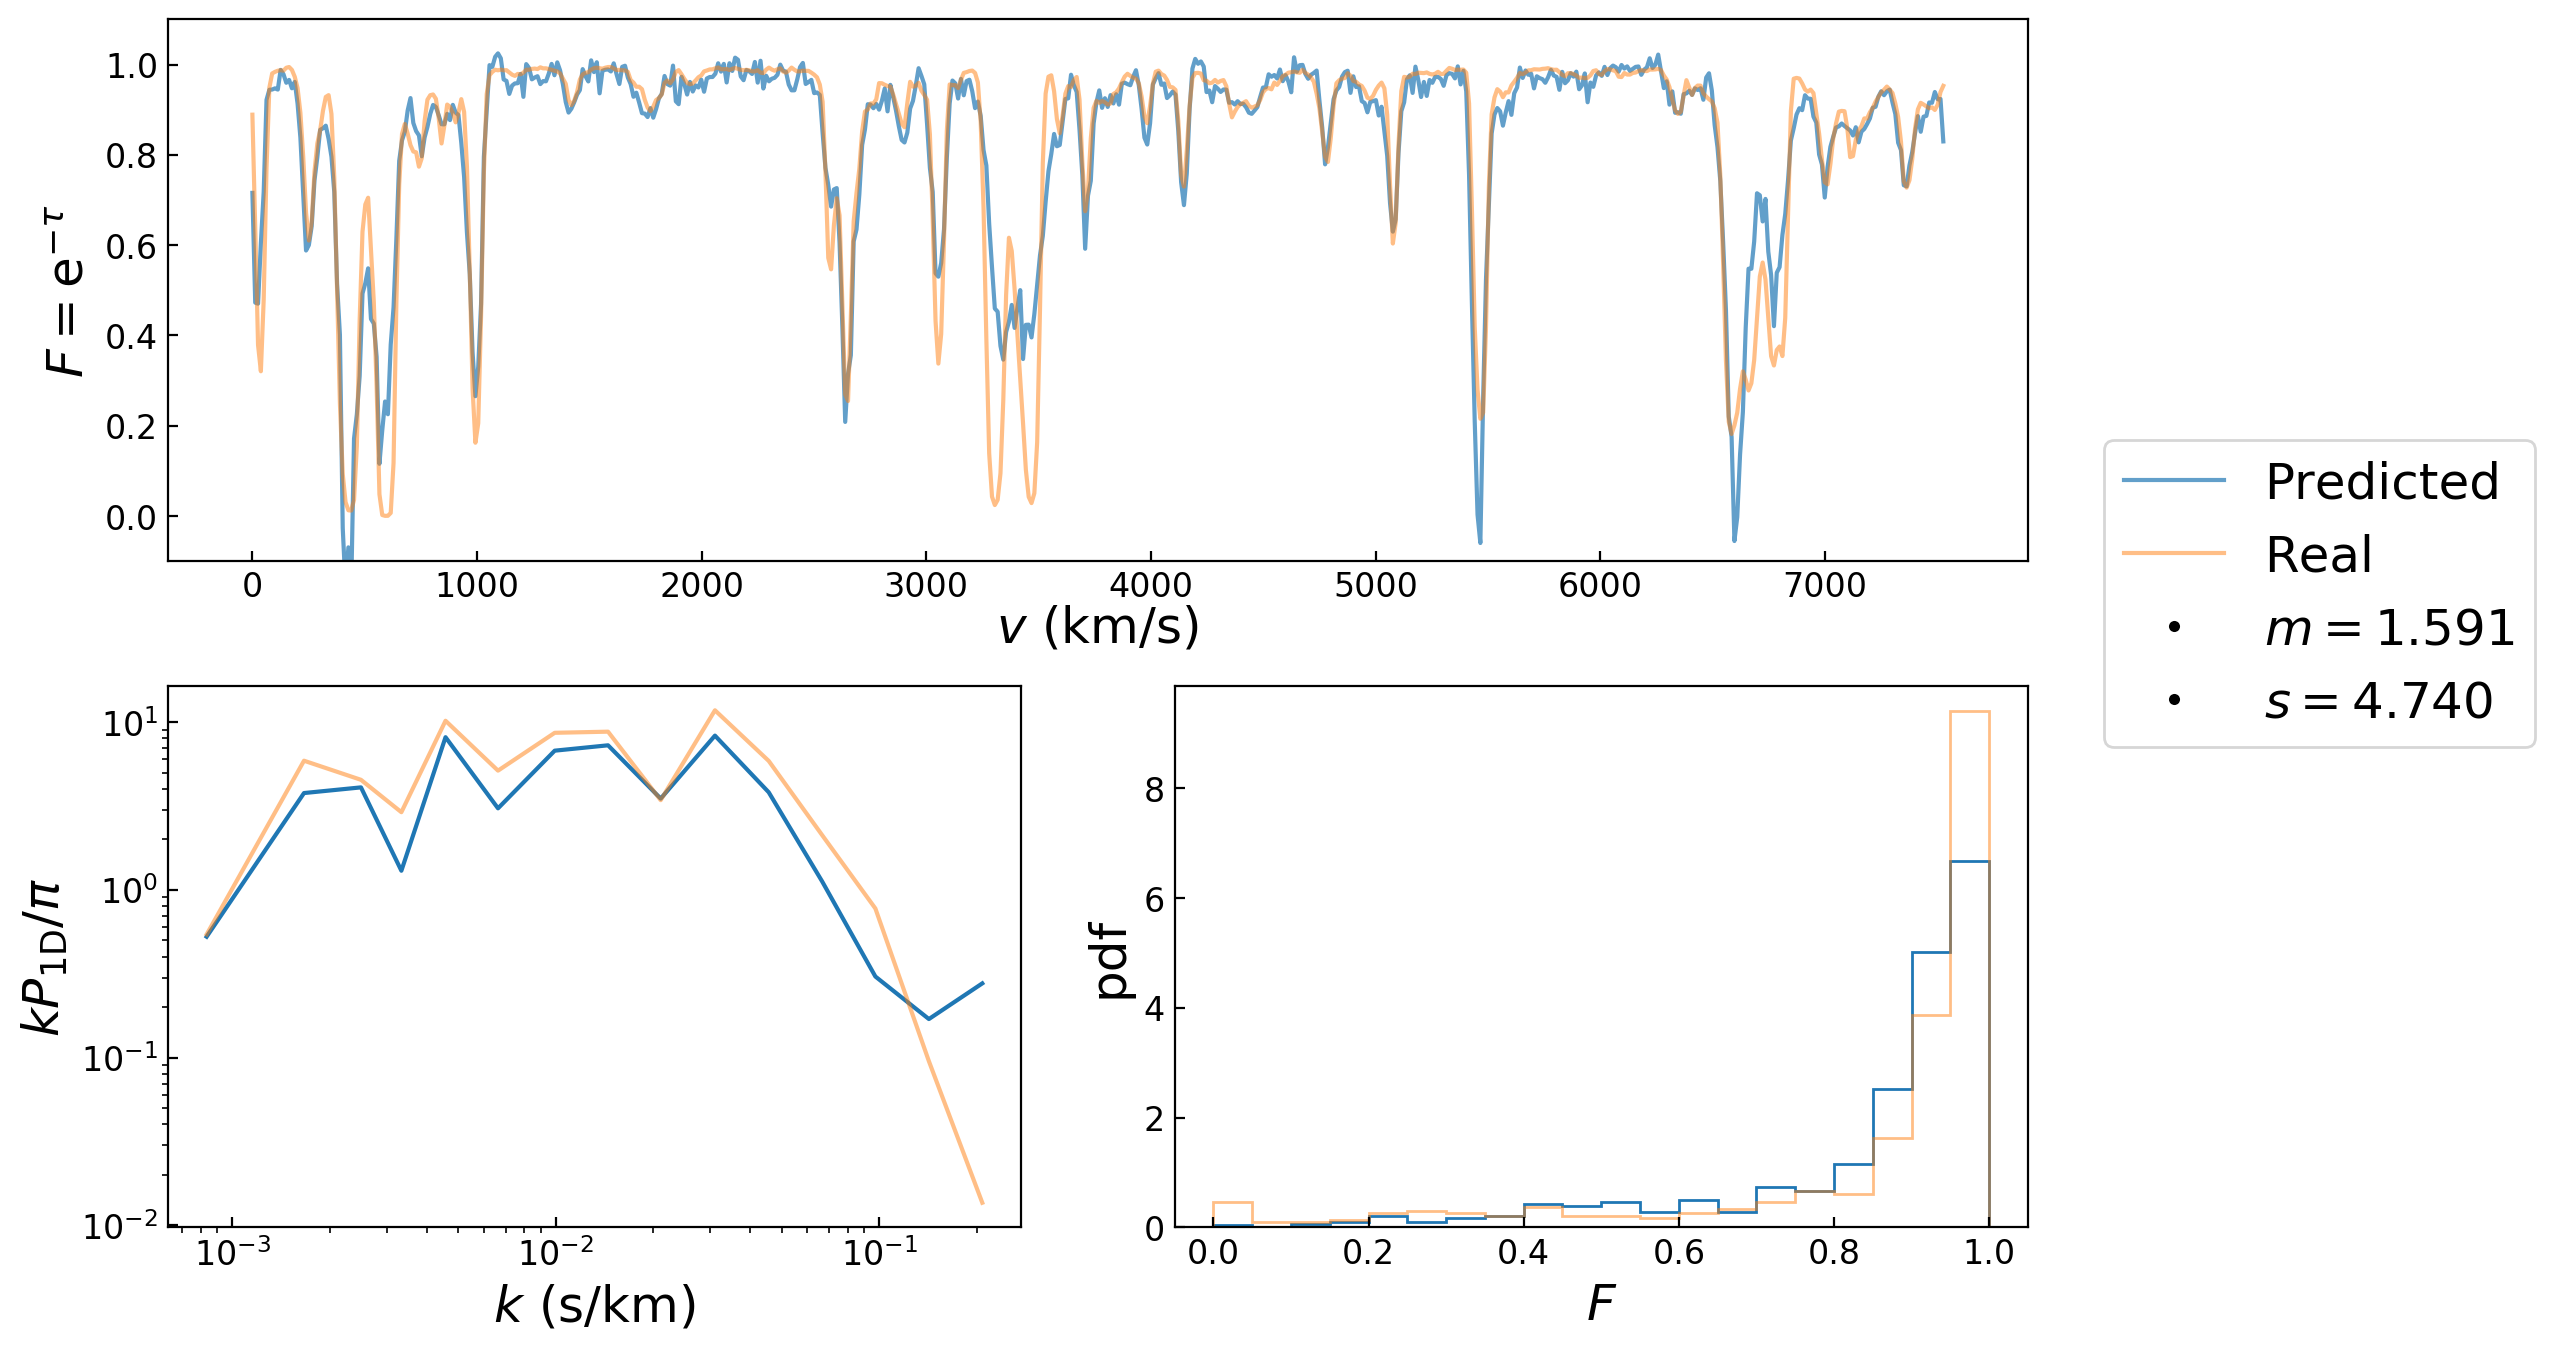 1.0
0.8
0.6
0.4
0.2
0.0
F = e^{−τ}
0 1000 2000 3000 4000 5000 6000 7000
v (km/s)
Predicted
Real
m = 1.591
s = 4.740
10^1
10^0
10^{−1}
10^{−2}
kP_{1D}/π
10^{−3} 10^{−2} 10^{−1}
k (s/km)
8
6
4
2
0
pdf
0.0 0.2 0.4 0.6 0.8 1.0
F